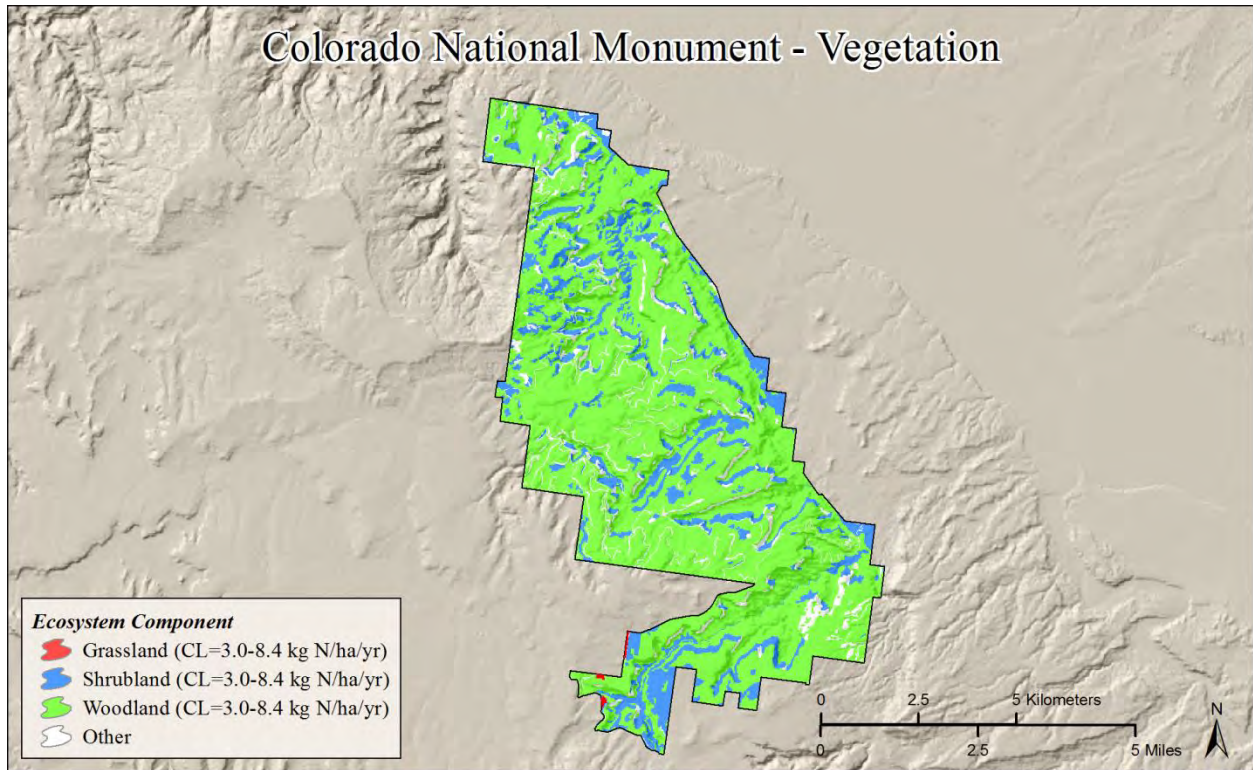 Colorado National Monument - Vegetation
Ecosystem Component
Grassland (CL=3.0-8.4 kg N/ha/yr)
Shrubland (CL=3.0-8.4 kg N/ha/yr)
Woodland (CL=3.0-8.4 kg N/ha/yr)
Other
0 2.5 5 Kilometers
0 2.5 5 Miles
N